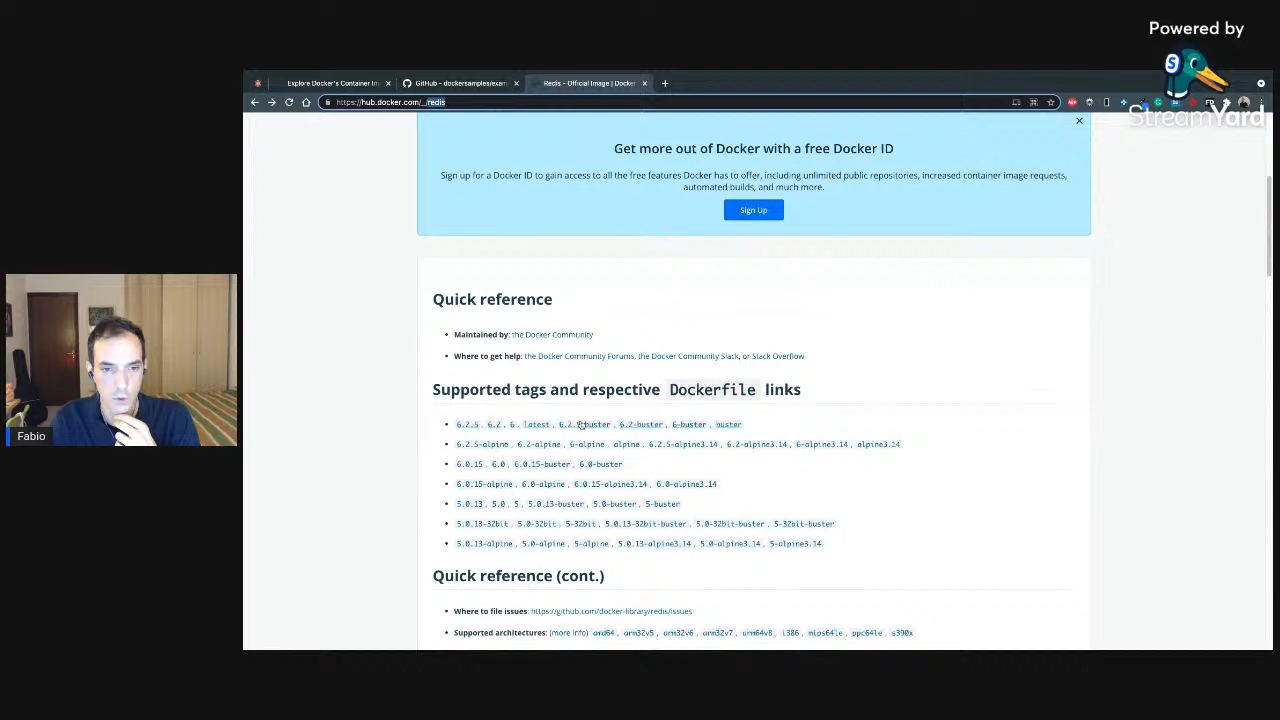 Powered by
S
StreamYard
Explore Docker's Container Im
GitHub - dockersamples/exam
Redis - Official Image | Docker
https://hub.docker.com/_/redis
Get more out of Docker with a free Docker ID
Sign up for a Docker ID to gain access to all the free features Docker has to offer, including unlimited public repositories, increased container image requests,
automated builds, and much more.
Sign Up
Quick reference
• Maintained by: the Docker Community
• Where to get help: the Docker Community Forums, the Docker Community Slack, or Stack Overflow
Supported tags and respective Dockerfile links
• 6.2.5, 6.2, 6, latest, 6.2.5-buster, 6.2-buster, 6-buster, buster
• 6.2.5-alpine, 6.2-alpine, 6-alpine, alpine, 6.2.5-alpine3.14, 6.2-alpine3.14, 6-alpine3.14, alpine3.14
• 6.0.15, 6.0, 6.0.15-buster, 6.0-buster
• 6.0.15-alpine, 6.0-alpine, 6.0.15-alpine3.14, 6.0-alpine3.14
• 5.0.13, 5.0, 5, 5.0.13-buster, 5.0-buster, 5-buster
• 5.0.13-32bit, 5.0-32bit, 5-32bit, 5.0.13-32bit-buster, 5.0-32bit-buster, 5-32bit-buster
• 5.0.13-alpine, 5.0-alpine, 5-alpine, 5.0.13-alpine3.14, 5.0-alpine3.14, 5-alpine3.14
Quick reference (cont.)
• Where to file issues: https://github.com/docker-library/redis/issues
• Supported architectures: (more info) amd64, arm32v5, arm32v6, arm32v7, arm64v8, i386, mips64le, ppc64le, s390x
Fabio